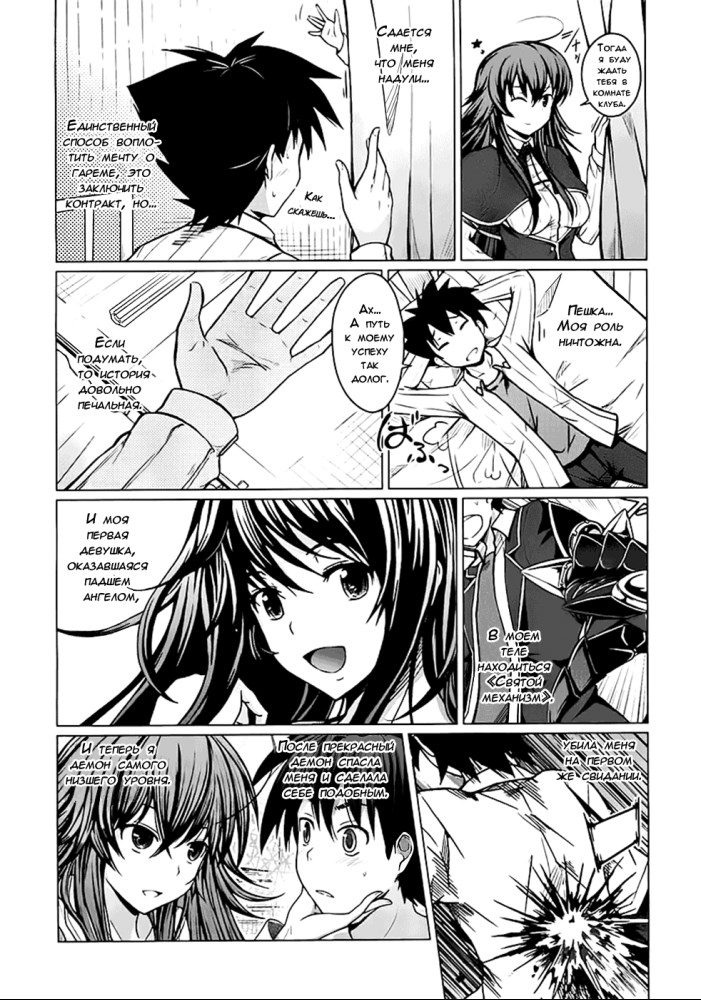 Тогда
я буду
ждать
тебя в
комнате
клуба.
Сдается
мне,
что меня
надули...
Как
скажешь...
Единственный
способ вопло-
тить мечту о
гареме, это
заключить
контракт, но...
Пешка...
Моя роль
ничтожна.
Ах...
А путь
к моему
успеху
так
долог.
ばふっ
Если
подумать,
то история
довольно
печальная.
В моем
теле
находиться
«Святой
механизм».
И моя
первая
девушка,
оказавшаяся
падшем
ангелом,
убила меня
на первом
же свидании.
После прекрасный
демон спасла
меня и сделала
себе подобным.
И теперь я
демон самого
низшего уровня.